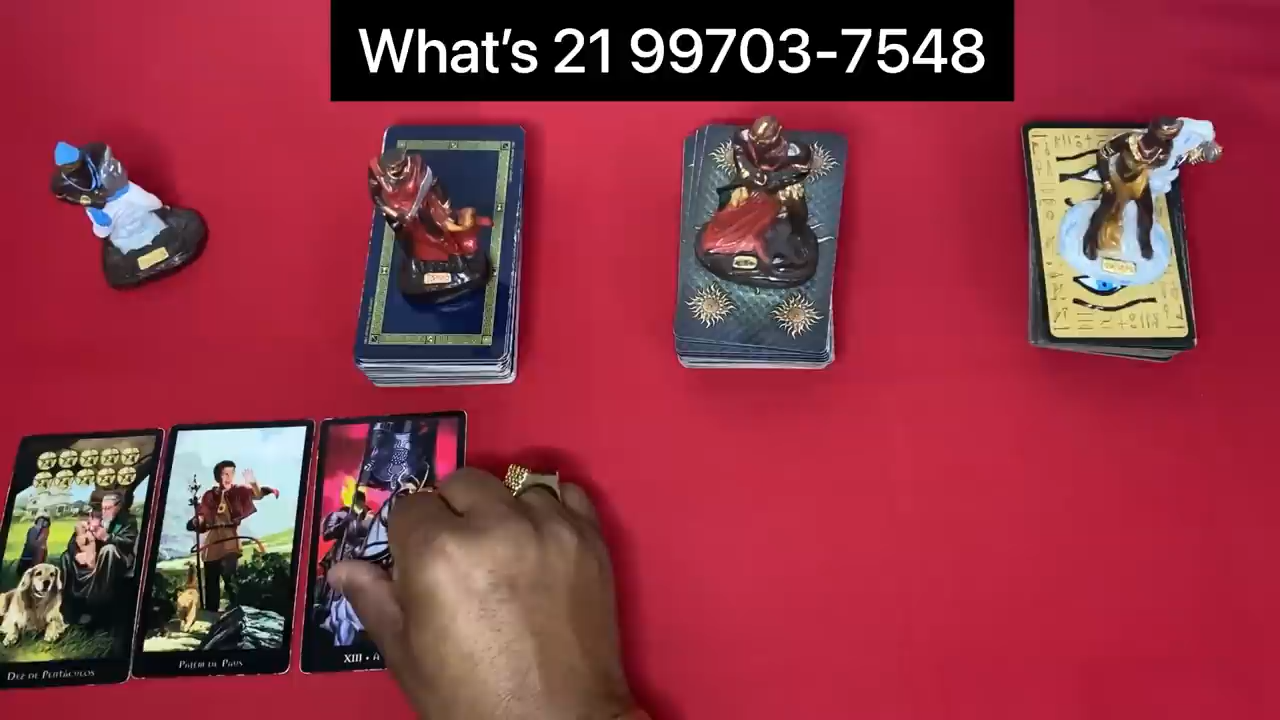 What's 21 99703-7548
Dez de Pentáculos
Pajem de Paus
XIII • A